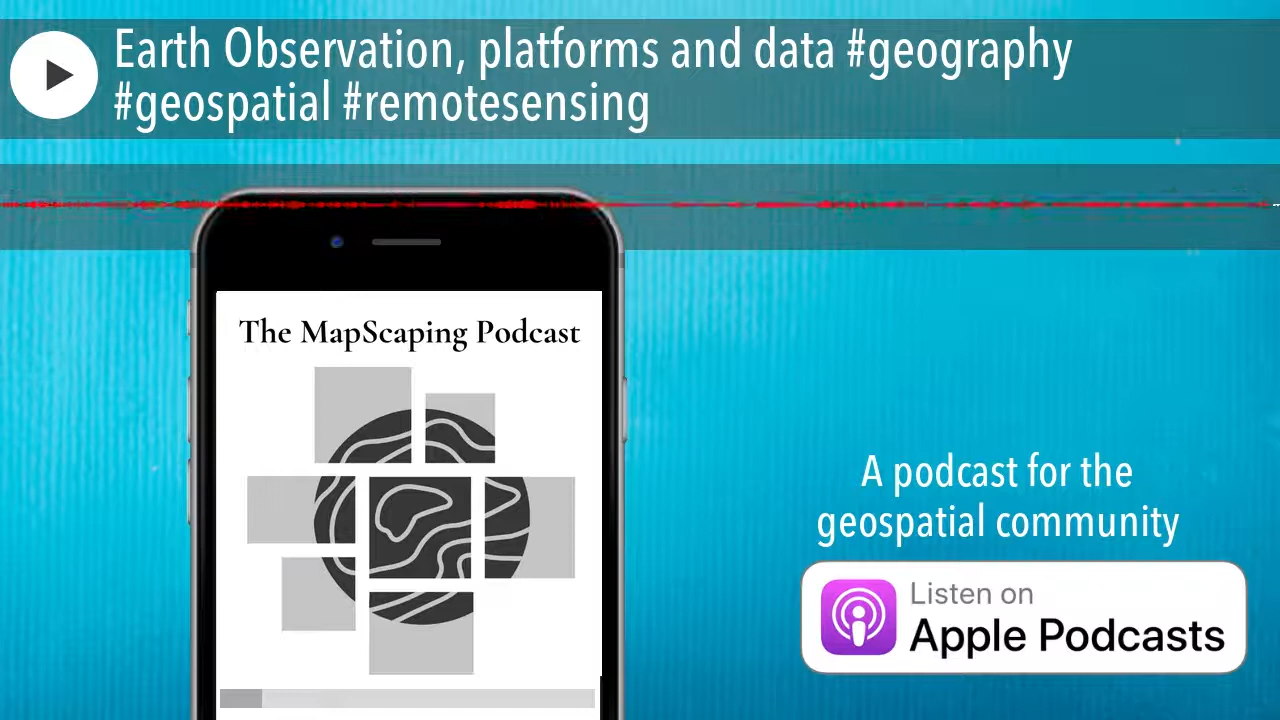 Earth Observation, platforms and data #geography
#geospatial #remotesensing
The MapScaping Podcast
A podcast for the
geospatial community
Listen on
Apple Podcasts